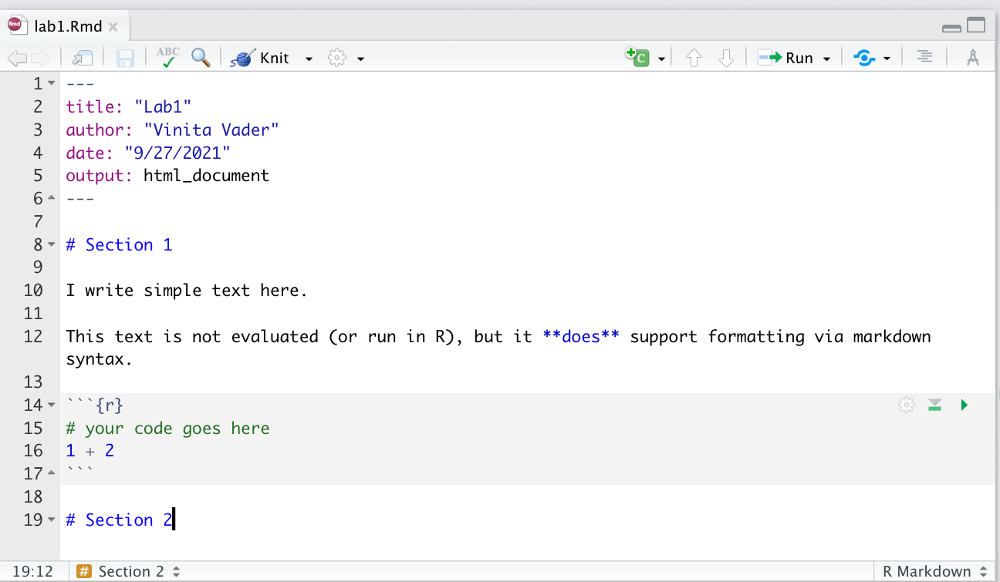 Rmd lab1.Rmd
ABC Knit C Run
1 ---
2 title: "Lab1"
3 author: "Vinita Vader"
4 date: "9/27/2021"
5 output: html_document
6 ---
7
8 # Section 1
9
10 I write simple text here.
11
12 This text is not evaluated (or run in R), but it **does** support formatting via markdown
syntax.
13
14 ```{r}
15 # your code goes here
16 1 + 2
17 ```
18
19 # Section 2
19:12 # Section 2 R Markdown